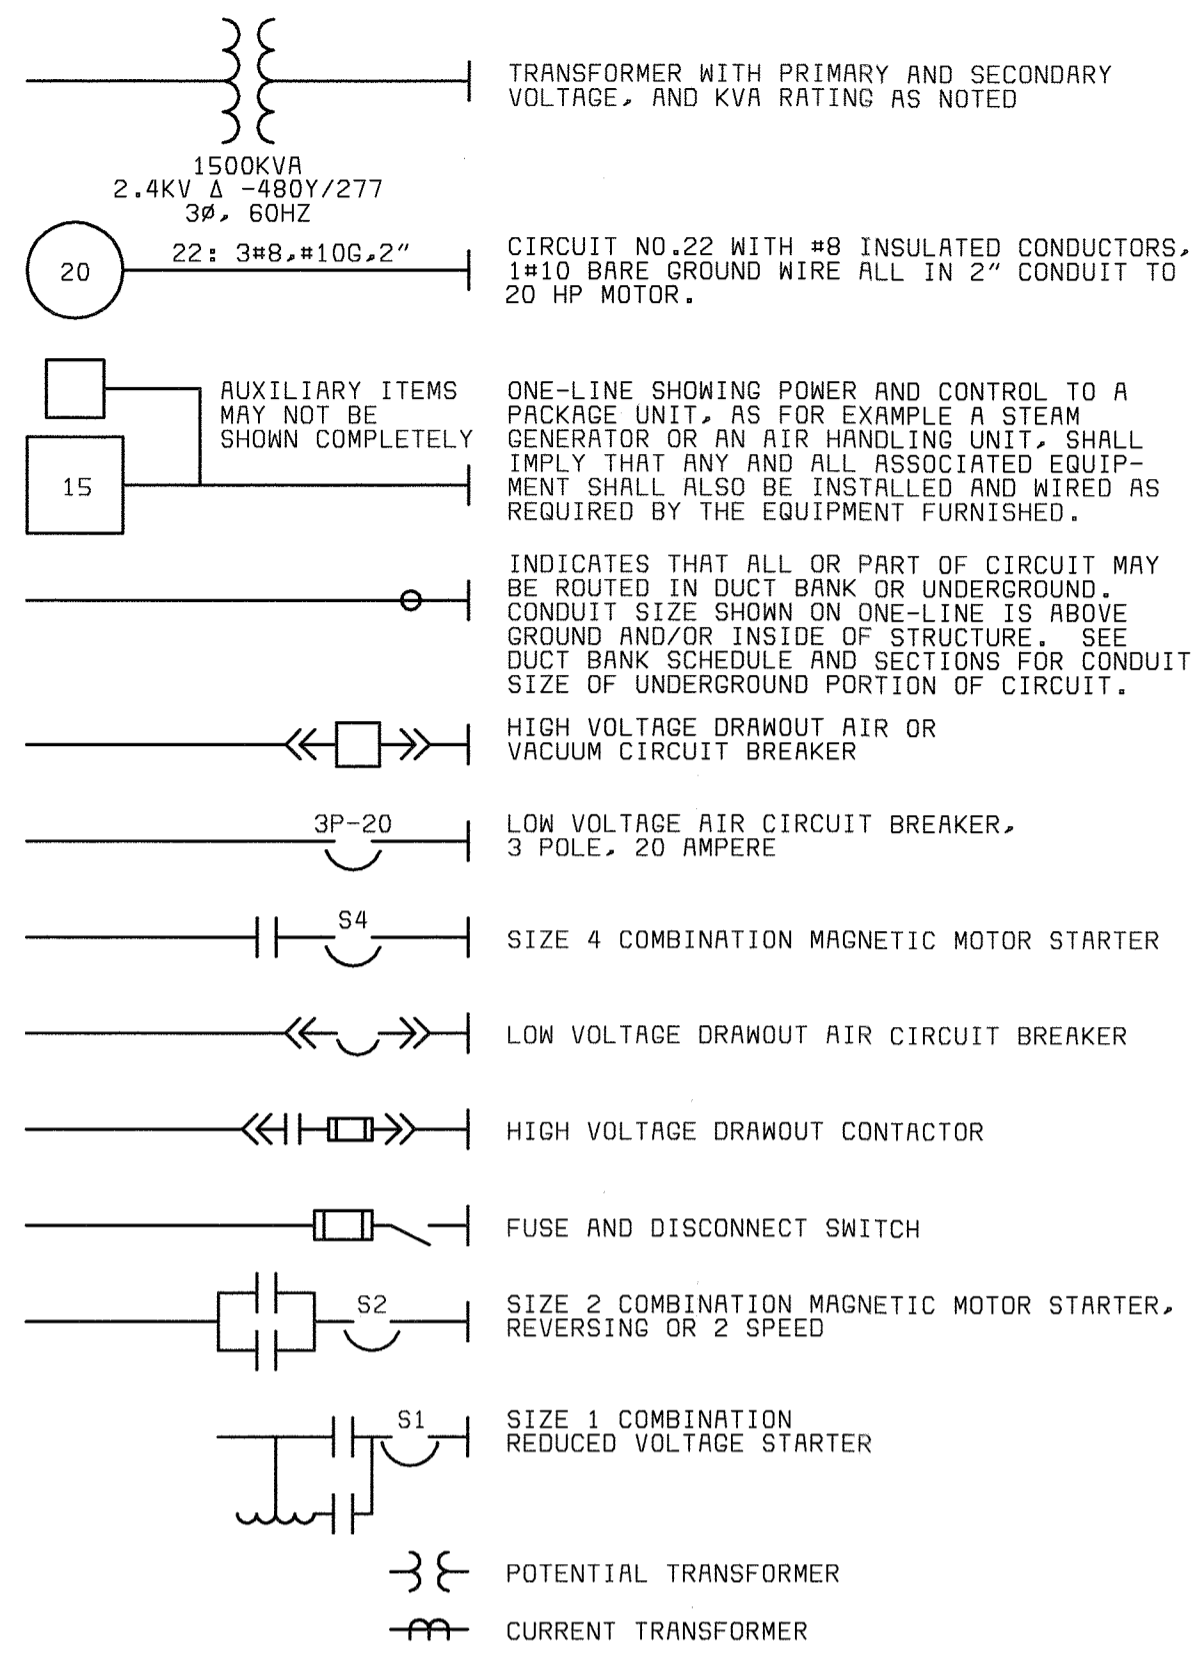 TRANSFORMER WITH PRIMARY AND SECONDARY
VOLTAGE, AND KVA RATING AS NOTED
1500KVA
2.4KV Δ -480Y/277
3Ø, 60HZ
20
22: 3#8,#10G,2"
CIRCUIT NO.22 WITH #8 INSULATED CONDUCTORS,
1#10 BARE GROUND WIRE ALL IN 2" CONDUIT TO
20 HP MOTOR.
15
AUXILIARY ITEMS
MAY NOT BE
SHOWN COMPLETELY
ONE-LINE SHOWING POWER AND CONTROL TO A
PACKAGE UNIT, AS FOR EXAMPLE A STEAM
GENERATOR OR AN AIR HANDLING UNIT, SHALL
IMPLY THAT ANY AND ALL ASSOCIATED EQUIP-
MENT SHALL ALSO BE INSTALLED AND WIRED AS
REQUIRED BY THE EQUIPMENT FURNISHED.
INDICATES THAT ALL OR PART OF CIRCUIT MAY
BE ROUTED IN DUCT BANK OR UNDERGROUND.
CONDUIT SIZE SHOWN ON ONE-LINE IS ABOVE
GROUND AND/OR INSIDE OF STRUCTURE. SEE
DUCT BANK SCHEDULE AND SECTIONS FOR CONDUIT
SIZE OF UNDERGROUND PORTION OF CIRCUIT.
HIGH VOLTAGE DRAWOUT AIR OR
VACUUM CIRCUIT BREAKER
3P-20
LOW VOLTAGE AIR CIRCUIT BREAKER,
3 POLE, 20 AMPERE
S4
SIZE 4 COMBINATION MAGNETIC MOTOR STARTER
LOW VOLTAGE DRAWOUT AIR CIRCUIT BREAKER
HIGH VOLTAGE DRAWOUT CONTACTOR
FUSE AND DISCONNECT SWITCH
S2
SIZE 2 COMBINATION MAGNETIC MOTOR STARTER,
REVERSING OR 2 SPEED
S1
SIZE 1 COMBINATION
REDUCED VOLTAGE STARTER
POTENTIAL TRANSFORMER
CURRENT TRANSFORMER